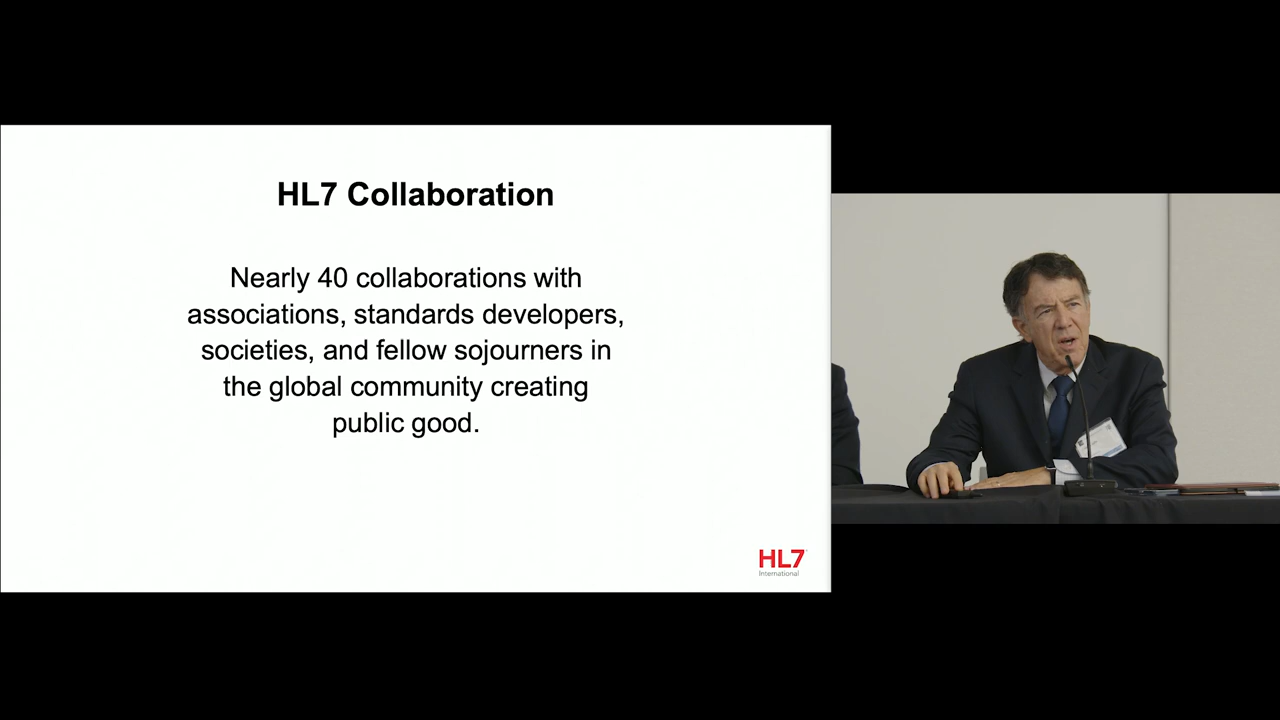 HL7 Collaboration
Nearly 40 collaborations with
associations, standards developers,
societies, and fellow sojourners in
the global community creating
public good.
HL7
International